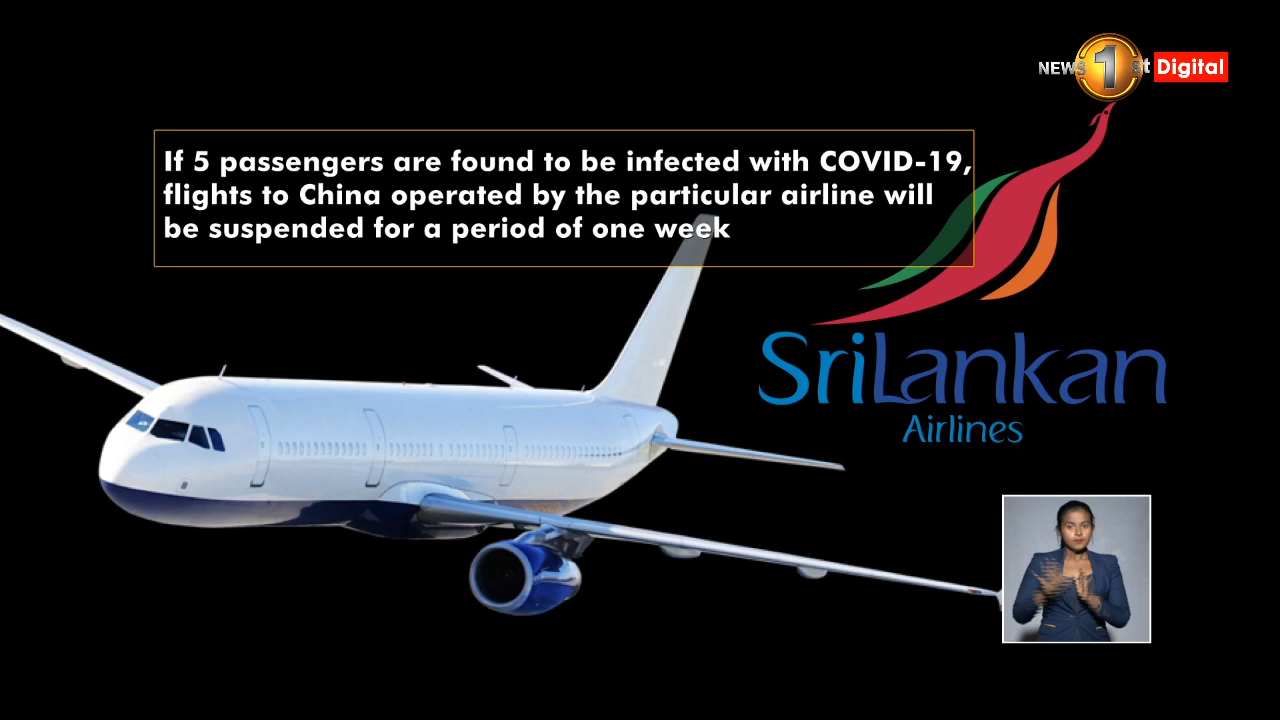 NEWS 1st Digital
If 5 passengers are found to be infected with COVID-19,
flights to China operated by the particular airline will
be suspended for a period of one week
SriLankan
Airlines